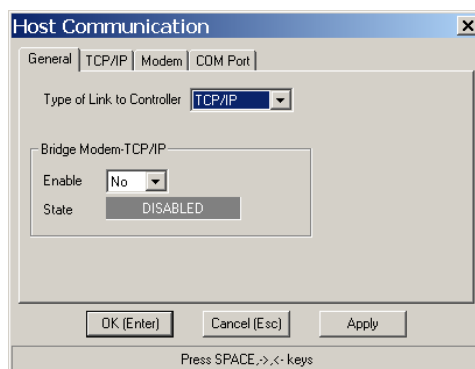 Host Communication
General TCP/IP Modem COM Port
Type of Link to Controller TCP/IP
Bridge Modem-TCP/IP
Enable No
State DISABLED
OK (Enter) Cancel (Esc) Apply
Press SPACE,->,<- keys